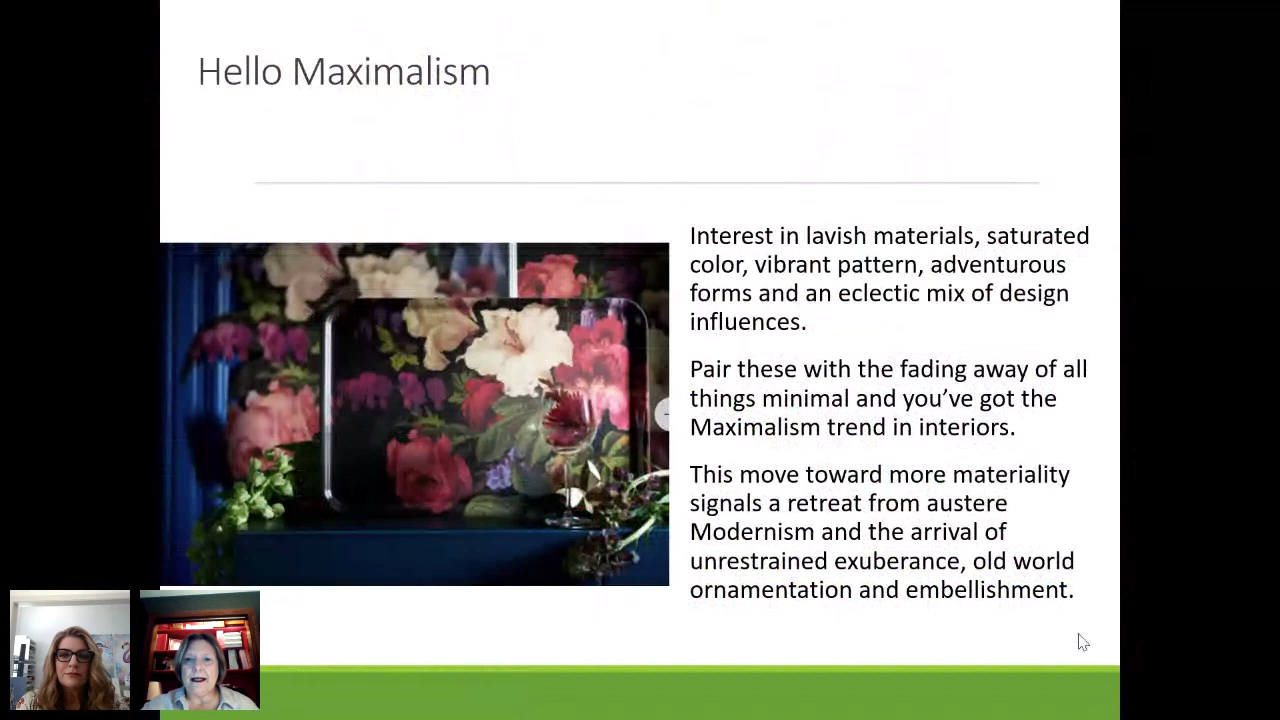 Hello Maximalism
Interest in lavish materials, saturated
color, vibrant pattern, adventurous
forms and an eclectic mix of design
influences.
Pair these with the fading away of all
things minimal and you’ve got the
Maximalism trend in interiors.
This move toward more materiality
signals a retreat from austere
Modernism and the arrival of
unrestrained exuberance, old world
ornamentation and embellishment.